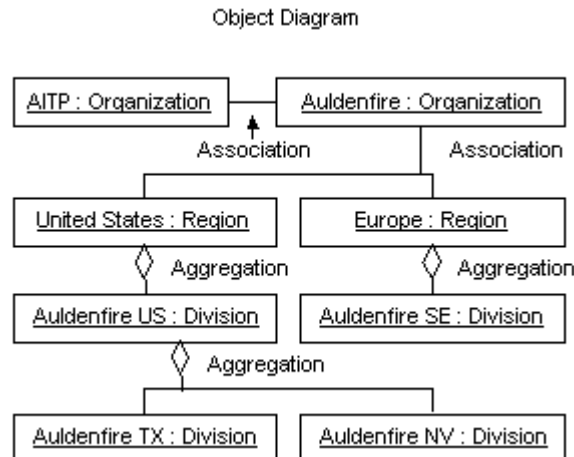 Object Diagram
AITP : Organization
Auldenfire : Organization
Association
Association
United States : Region
Europe : Region
Aggregation
Aggregation
Auldenfire US : Division
Auldenfire SE : Division
Aggregation
Auldenfire TX : Division
Auldenfire NV : Division